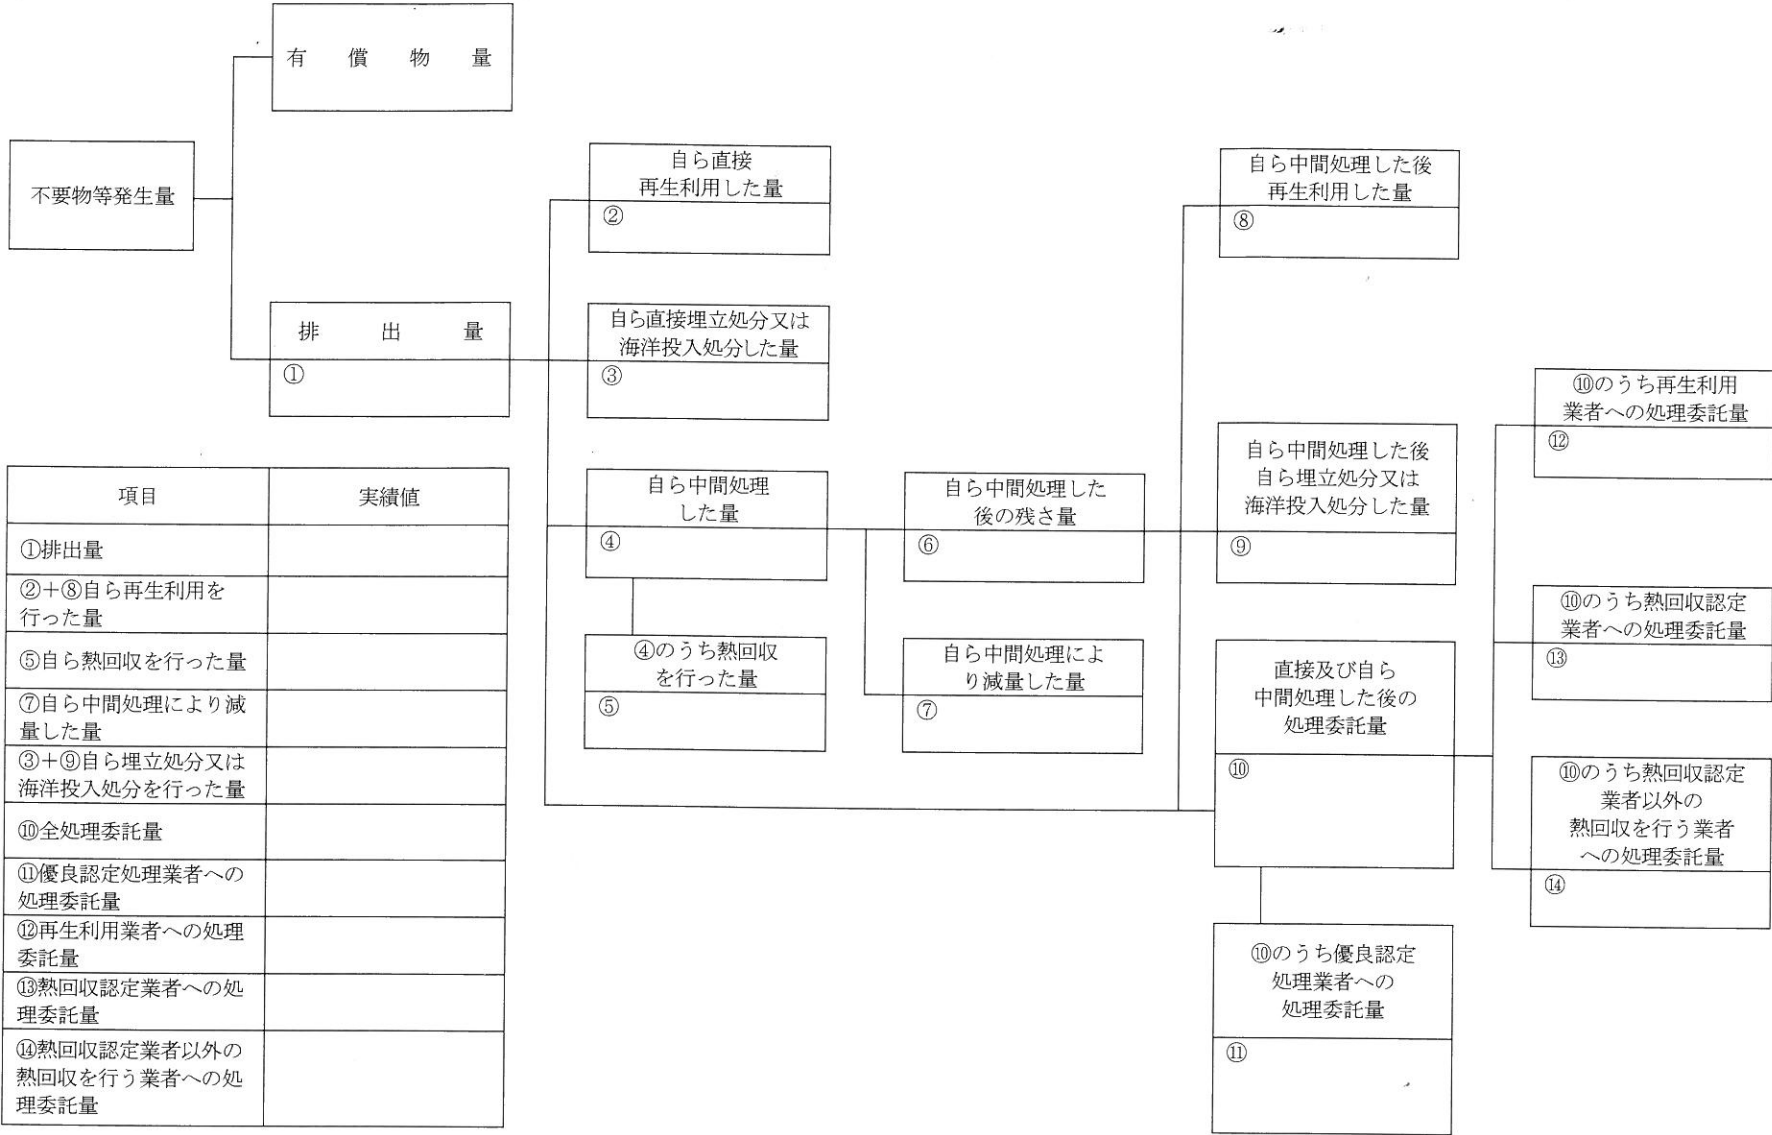 有償物量
不要物等発生量
排出量
①
自ら直接
再生利用した量
②
自ら直接埋立処分又は
海洋投入処分した量
③
自ら中間処理
した量
④
④のうち熱回収
を行った量
⑤
自ら中間処理した
後の残さ量
⑥
自ら中間処理によ
り減量した量
⑦
自ら中間処理した後
再生利用した量
⑧
自ら中間処理した後
自ら埋立処分又は
海洋投入処分した量
⑨
直接及び自ら
中間処理した後の
処理委託量
⑩
⑩のうち優良認定
処理業者への
処理委託量
⑪
⑩のうち再生利用
業者への処理委託量
⑫
⑩のうち熱回収認定
業者への処理委託量
⑬
⑩のうち熱回収認定
業者以外の
熱回収を行う業者
への処理委託量
⑭
項目
実績値
①排出量
②＋⑧自ら再生利用を
行った量
⑤自ら熱回収を行った量
⑦自ら中間処理により減
量した量
③＋⑨自ら埋立処分又は
海洋投入処分を行った量
⑩全処理委託量
⑪優良認定処理業者への
処理委託量
⑫再生利用業者への処理
委託量
⑬熱回収認定業者への処
理委託量
⑭熱回収認定業者以外の
熱回収を行う業者への処
理委託量